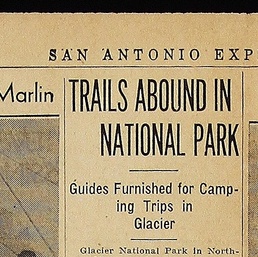 SAN ANTONIO EXP
Marlin
TRAILS ABOUND IN
NATIONAL PARK
Guides Furnished for Camp-
ing Trips in
Glacier
Glacier National Park in North-